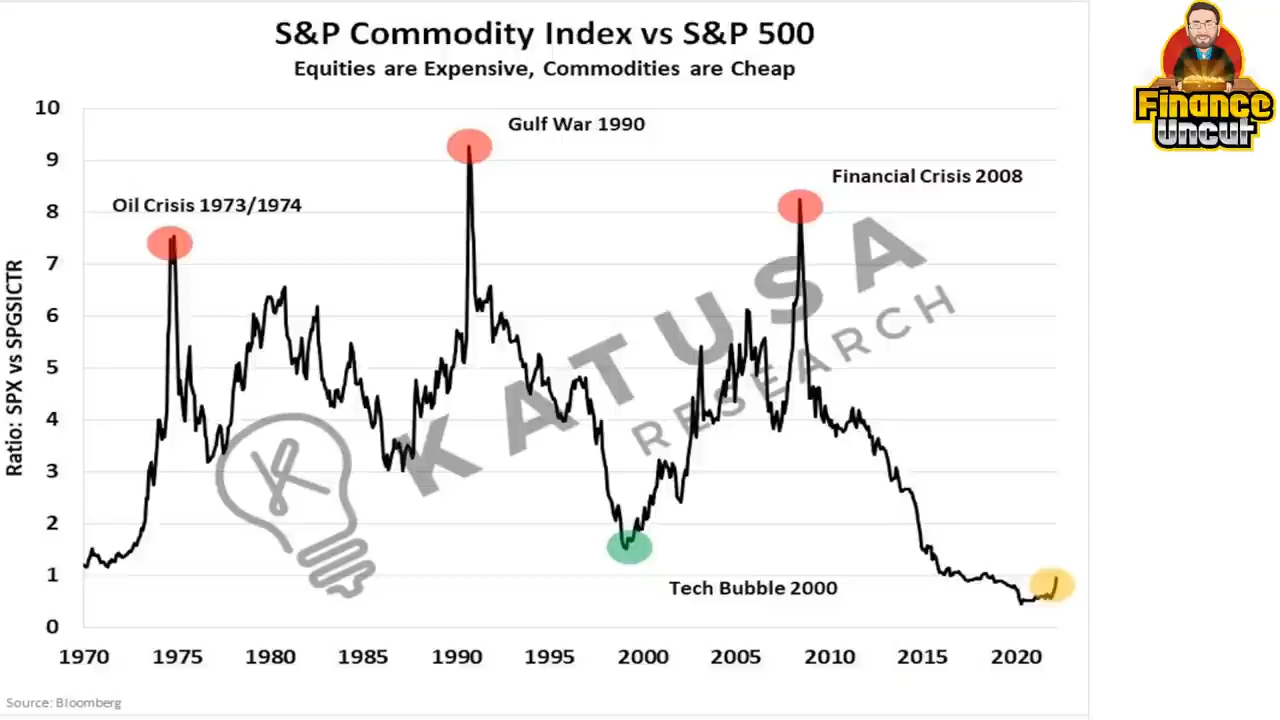 S&P Commodity Index vs S&P 500
Equities are Expensive, Commodities are Cheap
Finance
Uncut
Ratio: SPX vs SPGSICTR
10
9
8
7
6
5
4
3
2
1
0
Oil Crisis 1973/1974
Gulf War 1990
Financial Crisis 2008
Tech Bubble 2000
KATUSA
RESEARCH
1970 1975 1980 1985 1990 1995 2000 2005 2010 2015 2020
Source: Bloomberg